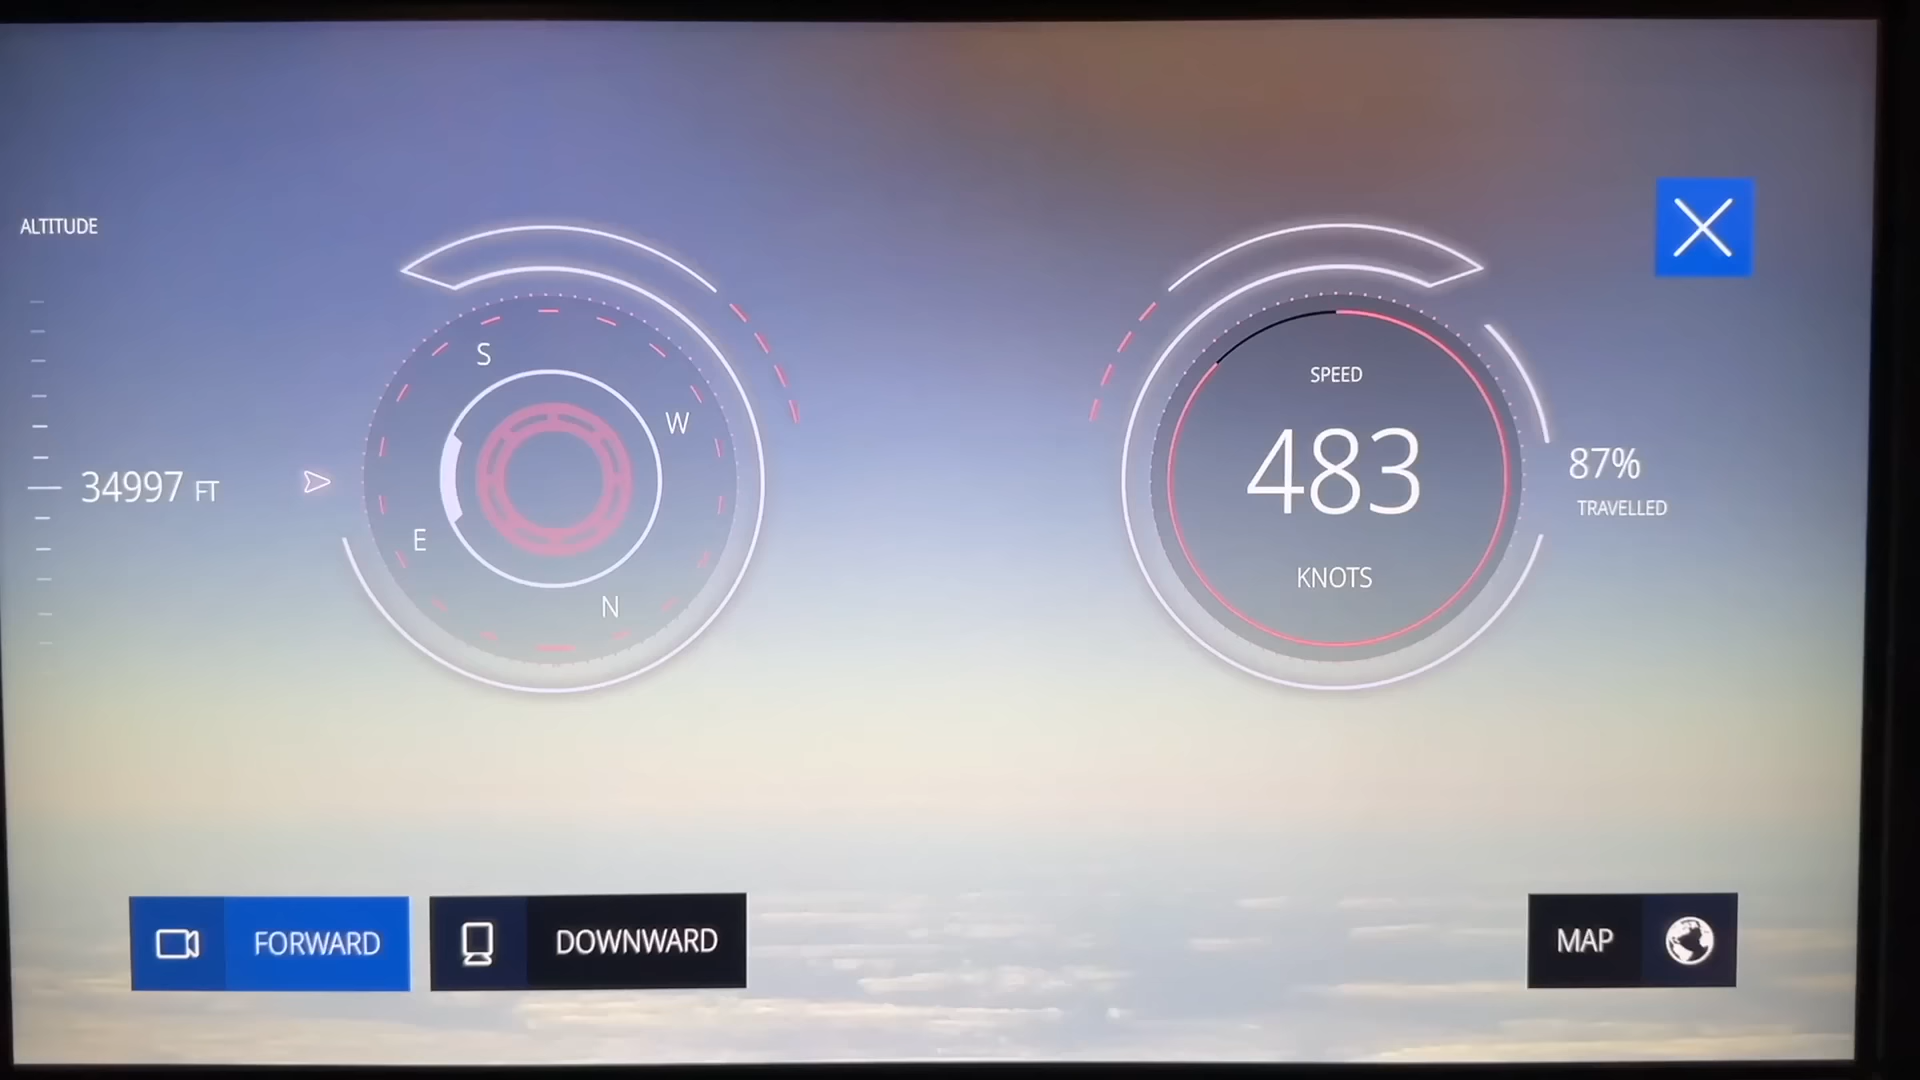 ALTITUDE
34997 FT
S
W
E
N
SPEED
483
KNOTS
87%
TRAVELLED
FORWARD
DOWNWARD
MAP